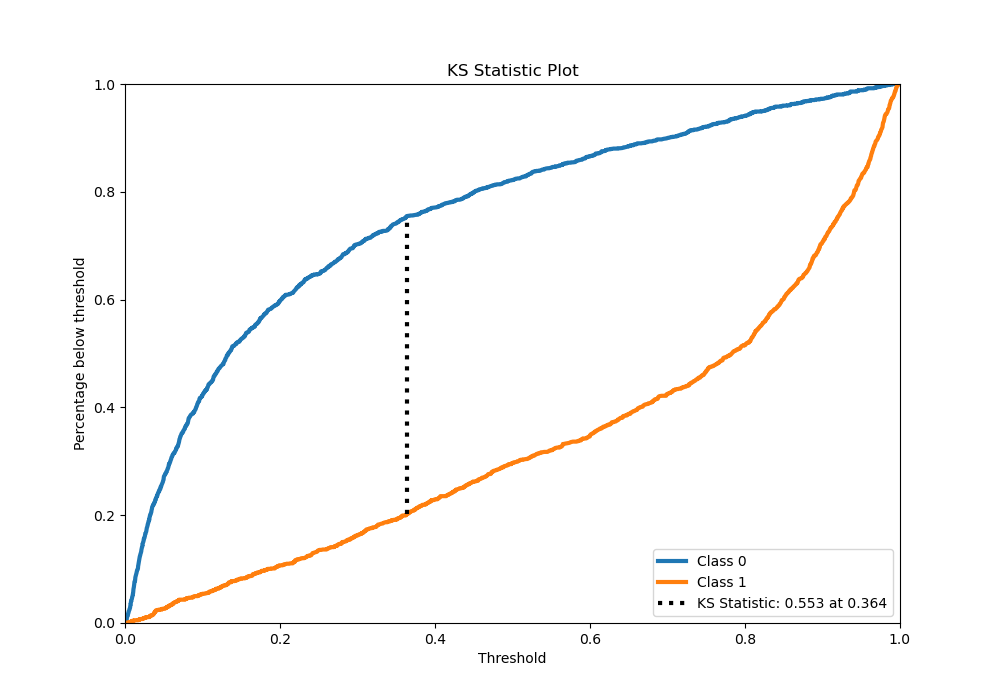 KS Statistic Plot
Percentage below threshold
1.0
0.8
0.6
0.4
0.2
0.0
0.0 0.2 0.4 0.6 0.8 1.0
Threshold
Class 0
Class 1
KS Statistic: 0.553 at 0.364